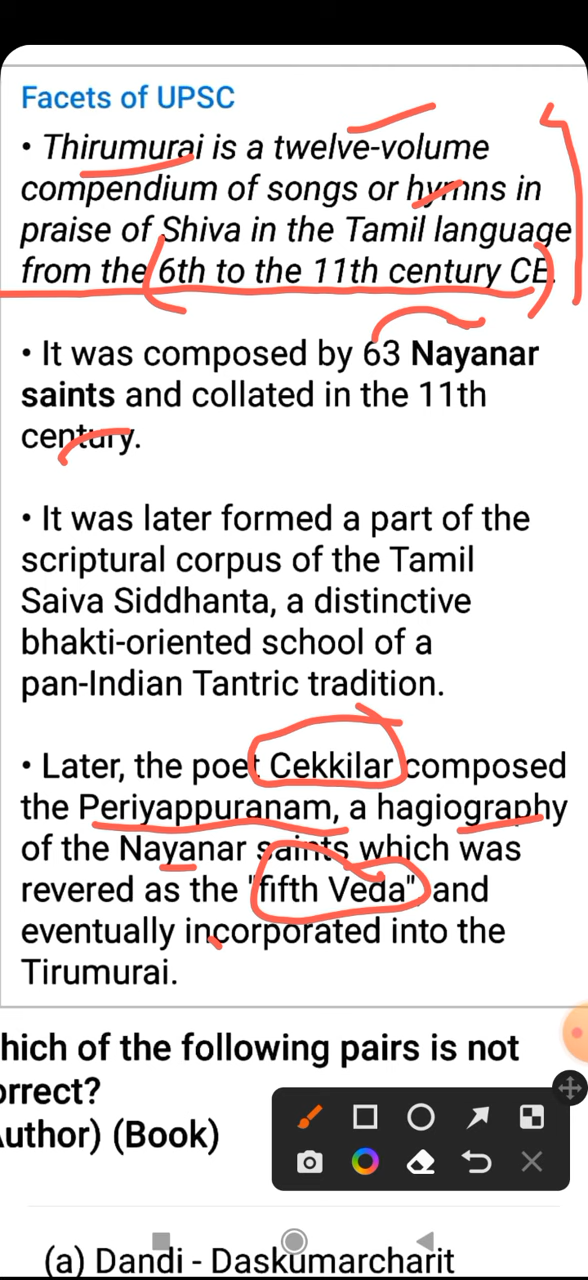 Facets of UPSC
• Thirumurai is a twelve-volume
compendium of songs or hymns in
praise of Shiva in the Tamil language
from the 6th to the 11th century CE.
• It was composed by 63 Nayanar
saints and collated in the 11th
century.
• It was later formed a part of the
scriptural corpus of the Tamil
Saiva Siddhanta, a distinctive
bhakti-oriented school of a
pan-Indian Tantric tradition.
• Later, the poet Cekkilar composed
the Periyappuranam, a hagiography
of the Nayanar saints which was
revered as the "fifth Veda" and
eventually incorporated into the
Tirumurai.
hich of the following pairs is not
orrect?
uthor) (Book)
(a) Dandi - Daskumarcharit